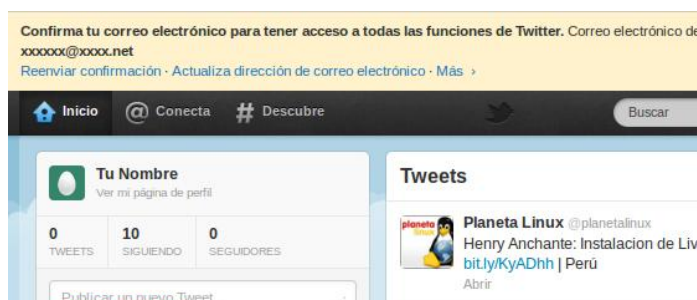 Confirma tu correo electrónico para tener acceso a todas las funciones de Twitter. Correo electrónico de
xxxxxx@xxxx.net
Reenviar confirmación · Actualiza dirección de correo electrónico · Más ›
Inicio @ Conecta # Descubre Buscar
Tu Nombre
Ver mi página de perfil
0 10 0
TWEETS SIGUIENDO SEGUIDORES
Publicar un nuevo Tweet
Tweets
planeta
linux
Planeta Linux @planetalinux
Henry Anchante: Instalacion de Liv
bit.ly/KyADhh | Perú
Abrir